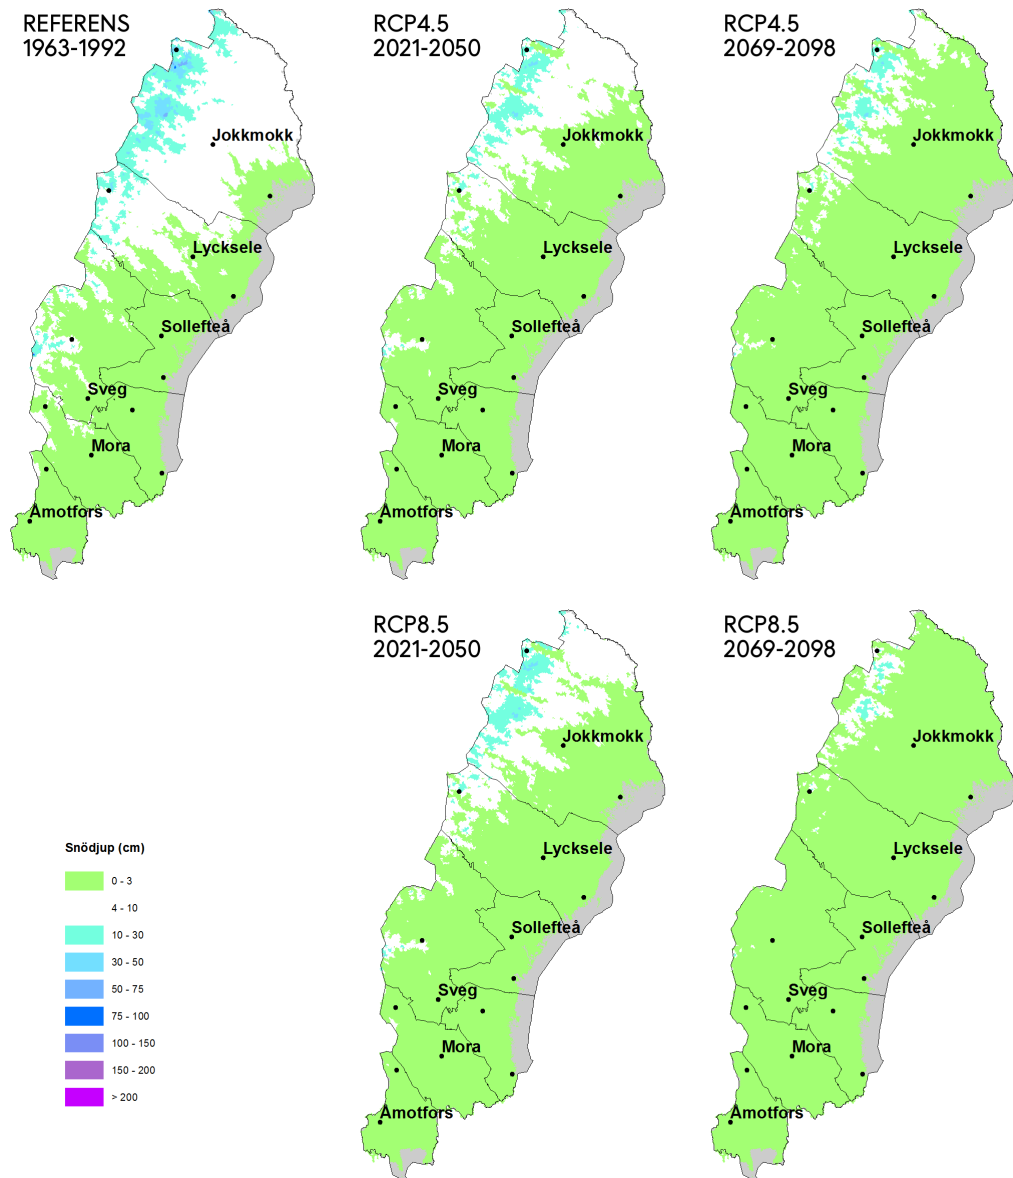 REFERENS
1963-1992
Jokkmokk
Lycksele
Sollefteå
Sveg
Mora
Åmotfors
RCP4.5
2021-2050
Jokkmokk
Lycksele
Sollefteå
Sveg
Mora
Åmotfors
RCP4.5
2069-2098
Jokkmokk
Lycksele
Sollefteå
Sveg
Mora
Åmotfors
Snödjup (cm)
0 - 3
4 - 10
10 - 30
30 - 50
50 - 75
75 - 100
100 - 150
150 - 200
> 200
RCP8.5
2021-2050
Jokkmokk
Lycksele
Sollefteå
Sveg
Mora
Åmotfors
RCP8.5
2069-2098
Jokkmokk
Lycksele
Sollefteå
Sveg
Mora
Åmotfors